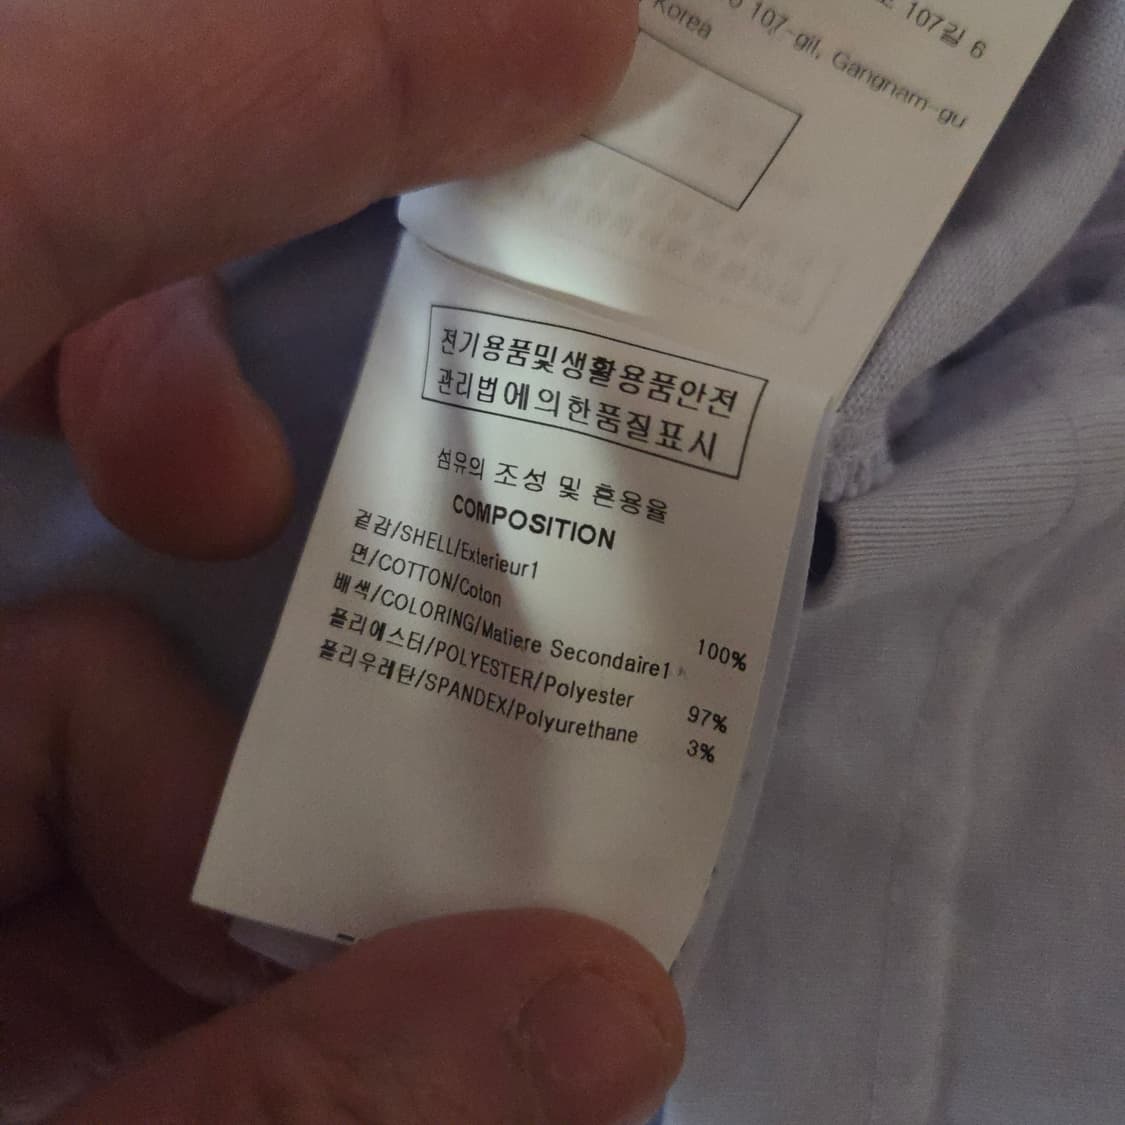 107길 6
107-gil, Gangnam-gu
Korea
전기용품및생활용품안전
관리법에의한품질표시
섬유의 조성 및 혼용율
COMPOSITION
겉감/SHELL/Exterieur1
면/COTTON/Coton 100%
배색/COLORING/Matiere Secondaire1
폴리에스터/POLYESTER/Polyester 97%
폴리우레탄/SPANDEX/Polyurethane 3%